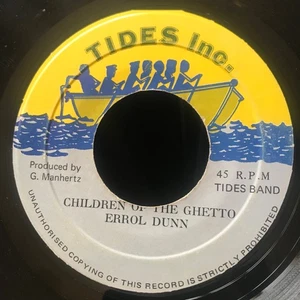 TIDES Inc.
Produced by
G. Manhertz
45 R.P.M
TIDES BAND
CHILDREN OF THE GHETTO
ERROL DUNN
UNAUTHORISED COPYING OF THIS RECORD IS STRICTLY PROHIBITED